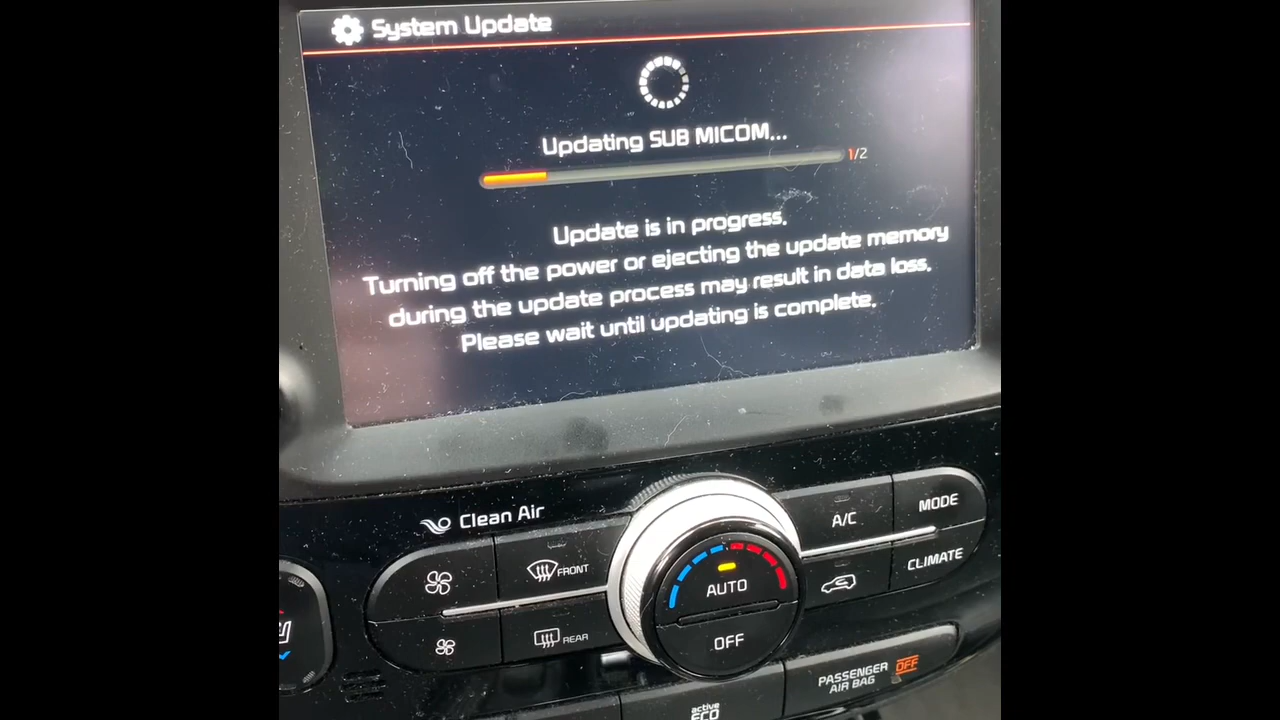 System Update
Updating SUB MICOM...
1/2
Update is in progress.
Turning off the power or ejecting the update memory
during the update process may result in data loss.
Please wait until updating is complete.
Clean Air
FRONT
REAR
AUTO
OFF
A/C
MODE
CLIMATE
PASSENGER OFF
AIR BAG
active
ECO